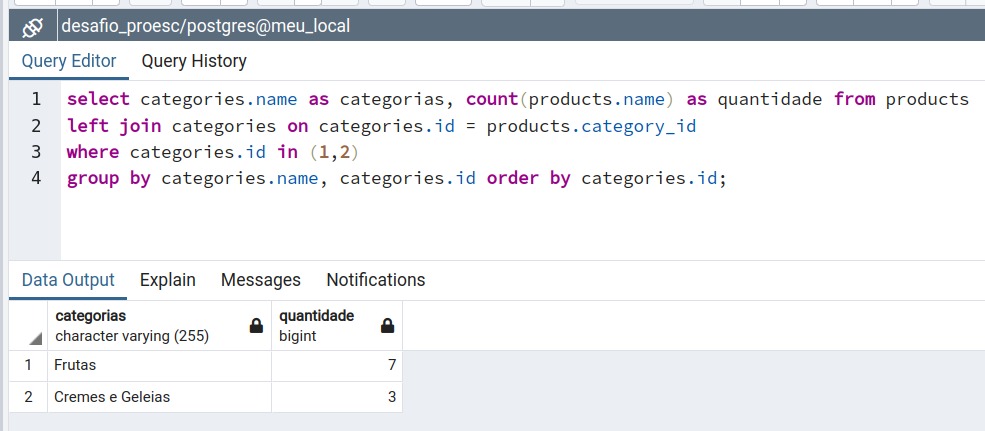 desafio_proesc/postgres@meu_local
Query Editor Query History
1 select categories.name as categorias, count(products.name) as quantidade from products
2 left join categories on categories.id = products.category_id
3 where categories.id in (1,2)
4 group by categories.name, categories.id order by categories.id;
Data Output Explain Messages Notifications
categorias quantidade
character varying (255) bigint
1 Frutas 7
2 Cremes e Geleias 3